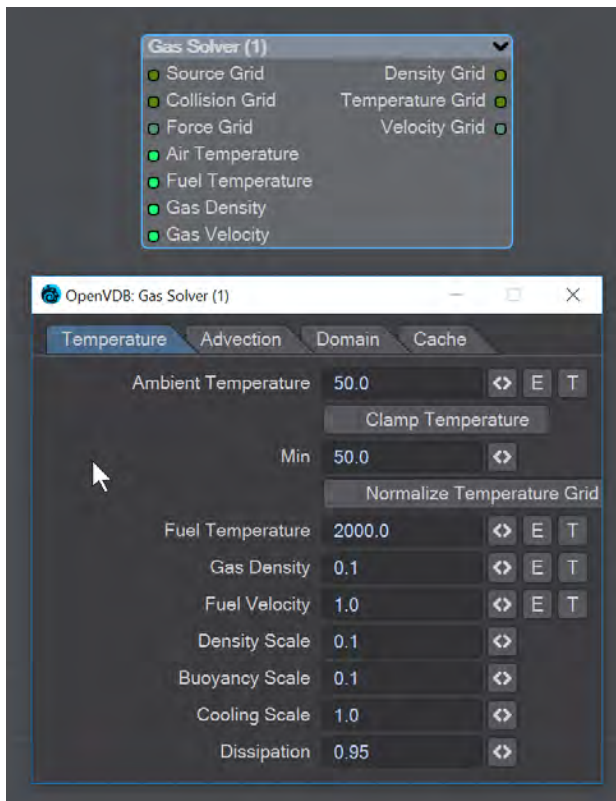 Gas Solver (1)
Source Grid Density Grid
Collision Grid Temperature Grid
Force Grid Velocity Grid
Air Temperature
Fuel Temperature
Gas Density
Gas Velocity
OpenVDB: Gas Solver (1)
Temperature Advection Domain Cache
Ambient Temperature 50.0 E T
Clamp Temperature
Min 50.0
Normalize Temperature Grid
Fuel Temperature 2000.0 E T
Gas Density 0.1 E T
Fuel Velocity 1.0 E T
Density Scale 0.1
Buoyancy Scale 0.1
Cooling Scale 1.0
Dissipation 0.95